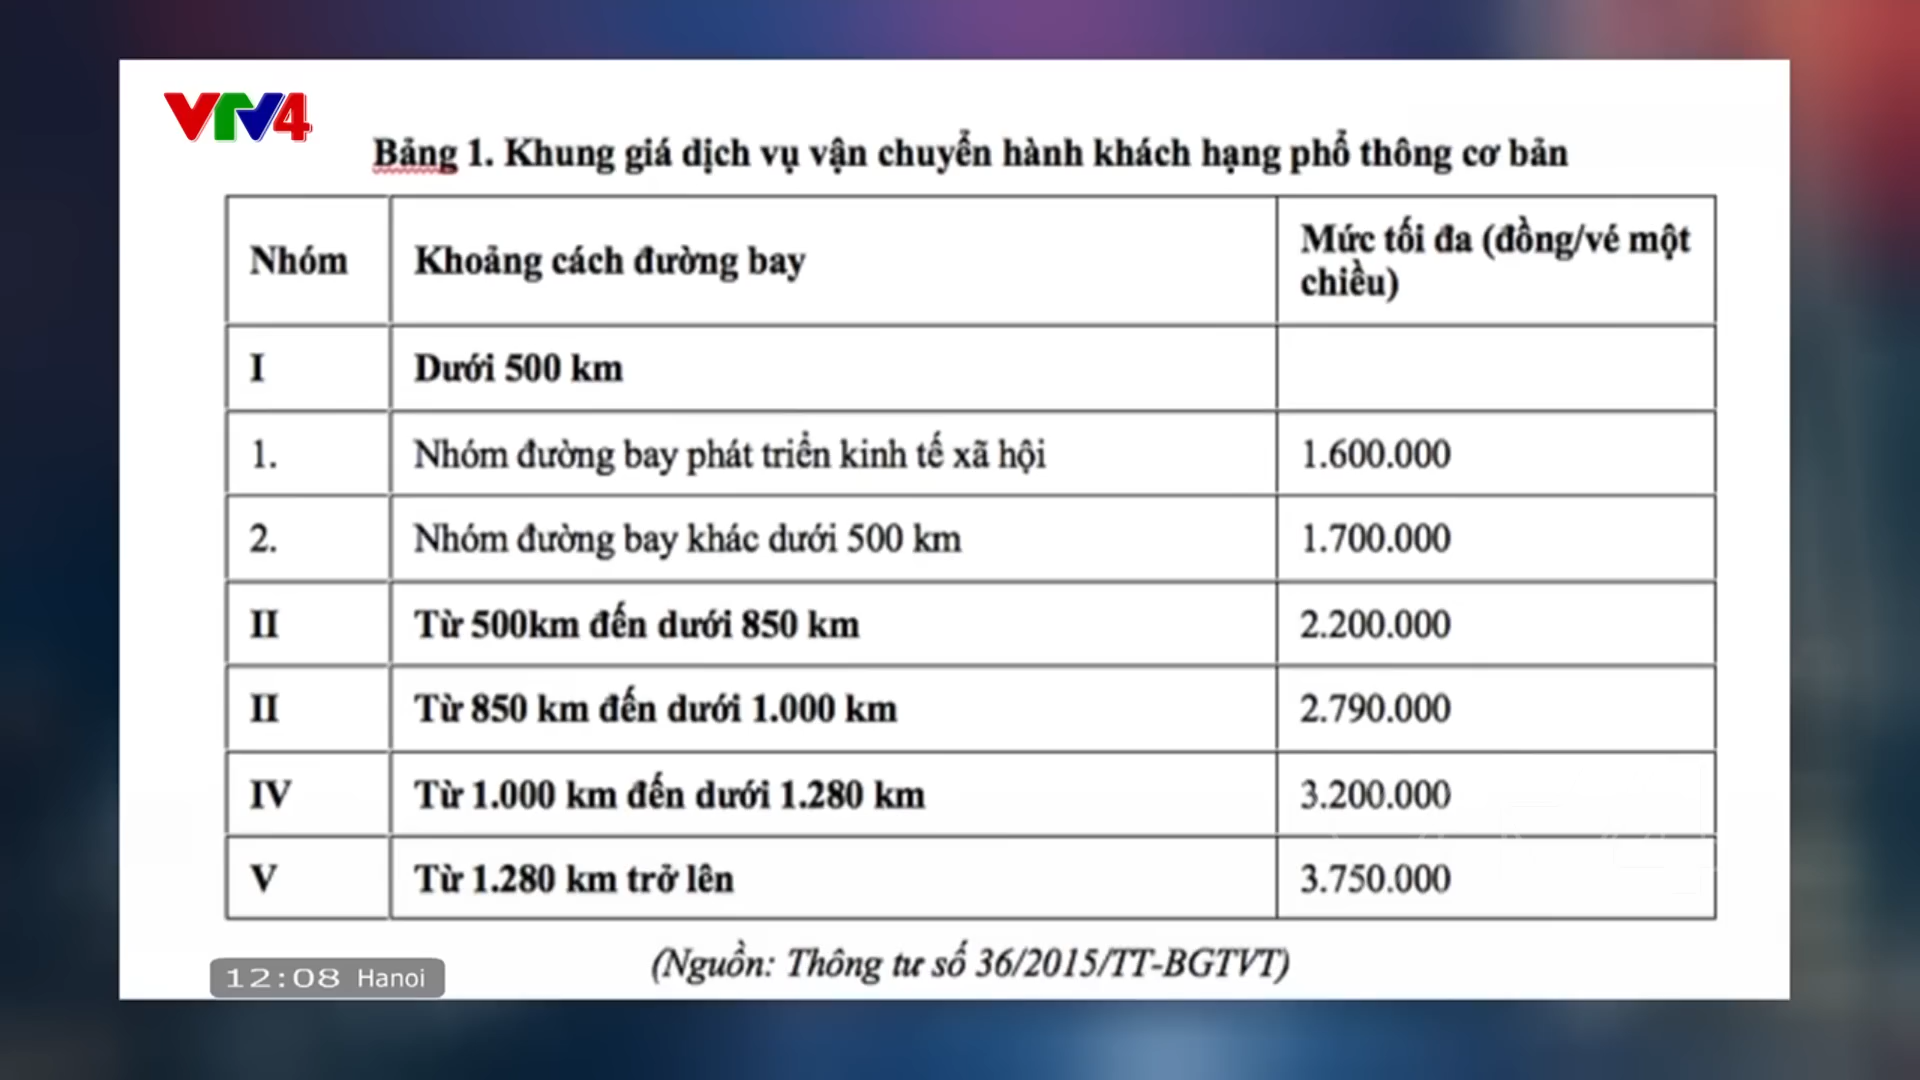 VTV4
Bảng 1. Khung giá dịch vụ vận chuyển hành khách hạng phổ thông cơ bản
Nhóm
Khoảng cách đường bay
Mức tối đa (đồng/vé một
chiều)
I
Dưới 500 km
1.
Nhóm đường bay phát triển kinh tế xã hội
1.600.000
2.
Nhóm đường bay khác dưới 500 km
1.700.000
II
Từ 500km đến dưới 850 km
2.200.000
II
Từ 850 km đến dưới 1.000 km
2.790.000
IV
Từ 1.000 km đến dưới 1.280 km
3.200.000
V
Từ 1.280 km trở lên
3.750.000
(Nguồn: Thông tư số 36/2015/TT-BGTVT)
12:08 Hanoi